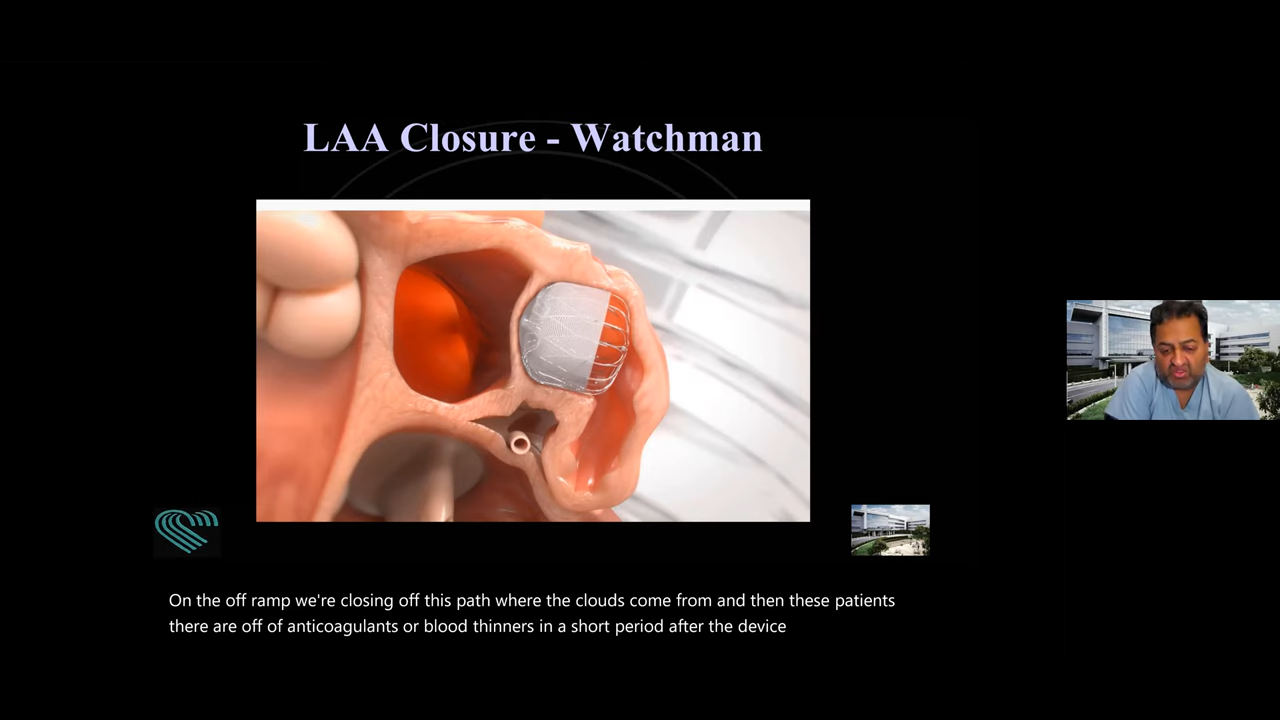 LAA Closure - Watchman
On the off ramp we're closing off this path where the clouds come from and then these patients
there are off of anticoagulants or blood thinners in a short period after the device